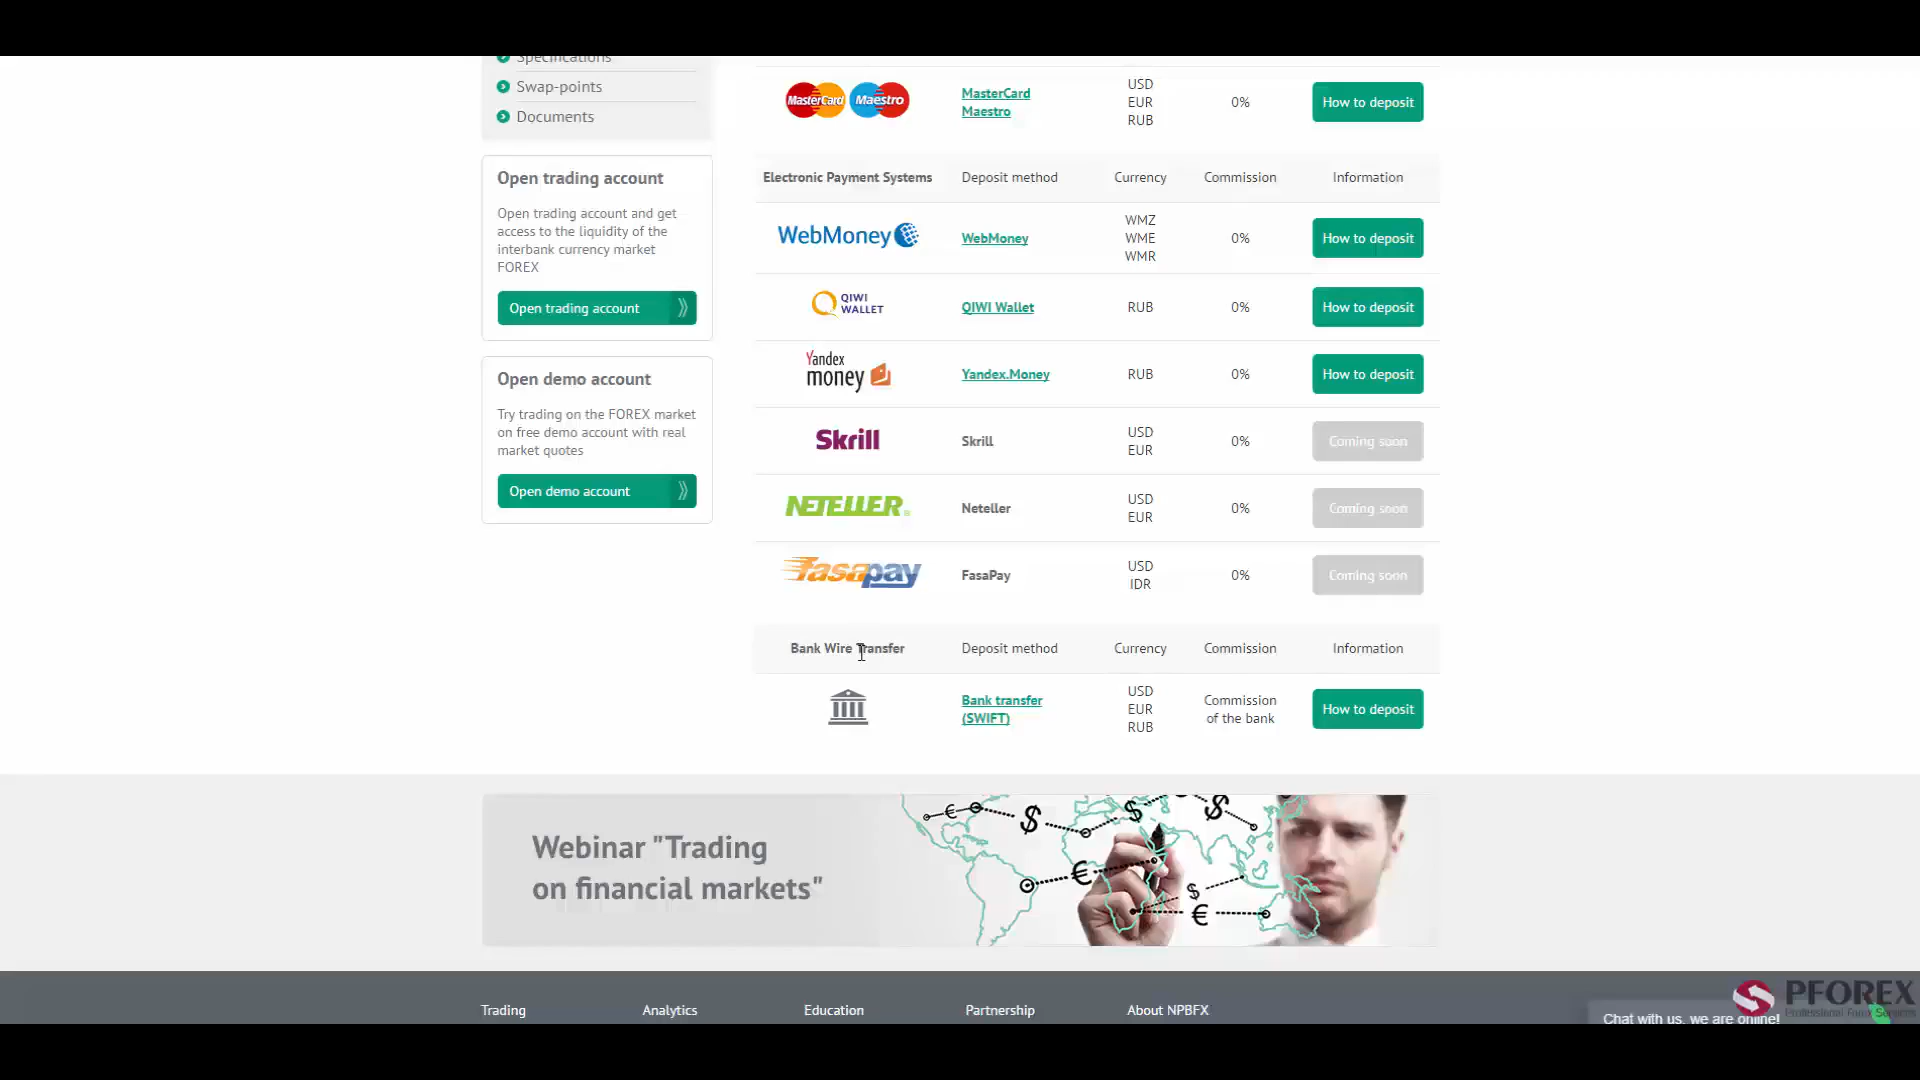 Specifications
Swap-points
Documents
Open trading account
Open trading account and get
access to the liquidity of the
interbank currency market
FOREX
Open trading account
Open demo account
Try trading on the FOREX market
on free demo account with real
market quotes
Open demo account
MasterCard Maestro
MasterCard
Maestro
USD
EUR
RUB
0%
How to deposit
Electronic Payment Systems Deposit method Currency Commission Information
WebMoney
WebMoney
WMZ
WME
WMR
0%
How to deposit
QIWI
WALLET
QIWI Wallet
RUB
0%
How to deposit
Yandex
money
Yandex.Money
RUB
0%
How to deposit
Skrill
Skrill
USD
EUR
0%
Coming soon
NETELLER
Neteller
USD
EUR
0%
Coming soon
fasapay
FasaPay
USD
IDR
0%
Coming soon
Bank Wire Transfer Deposit method Currency Commission Information
Bank transfer
(SWIFT)
USD
EUR
RUB
Commission
of the bank
How to deposit
Webinar "Trading
on financial markets"
€ $ $ $
€ $
€
Trading Analytics Education Partnership About NPBFX
Chat with us, we are online!
PFOREX
Professional Forex Services